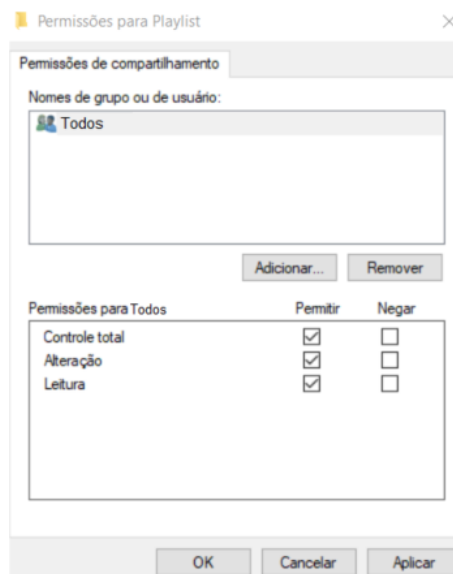 Permissões para Playlist
Permissões de compartilhamento
Nomes de grupo ou de usuário:
Todos
Adicionar... Remover
Permissões para Todos Permitir Negar
Controle total
Alteração
Leitura
OK Cancelar Aplicar